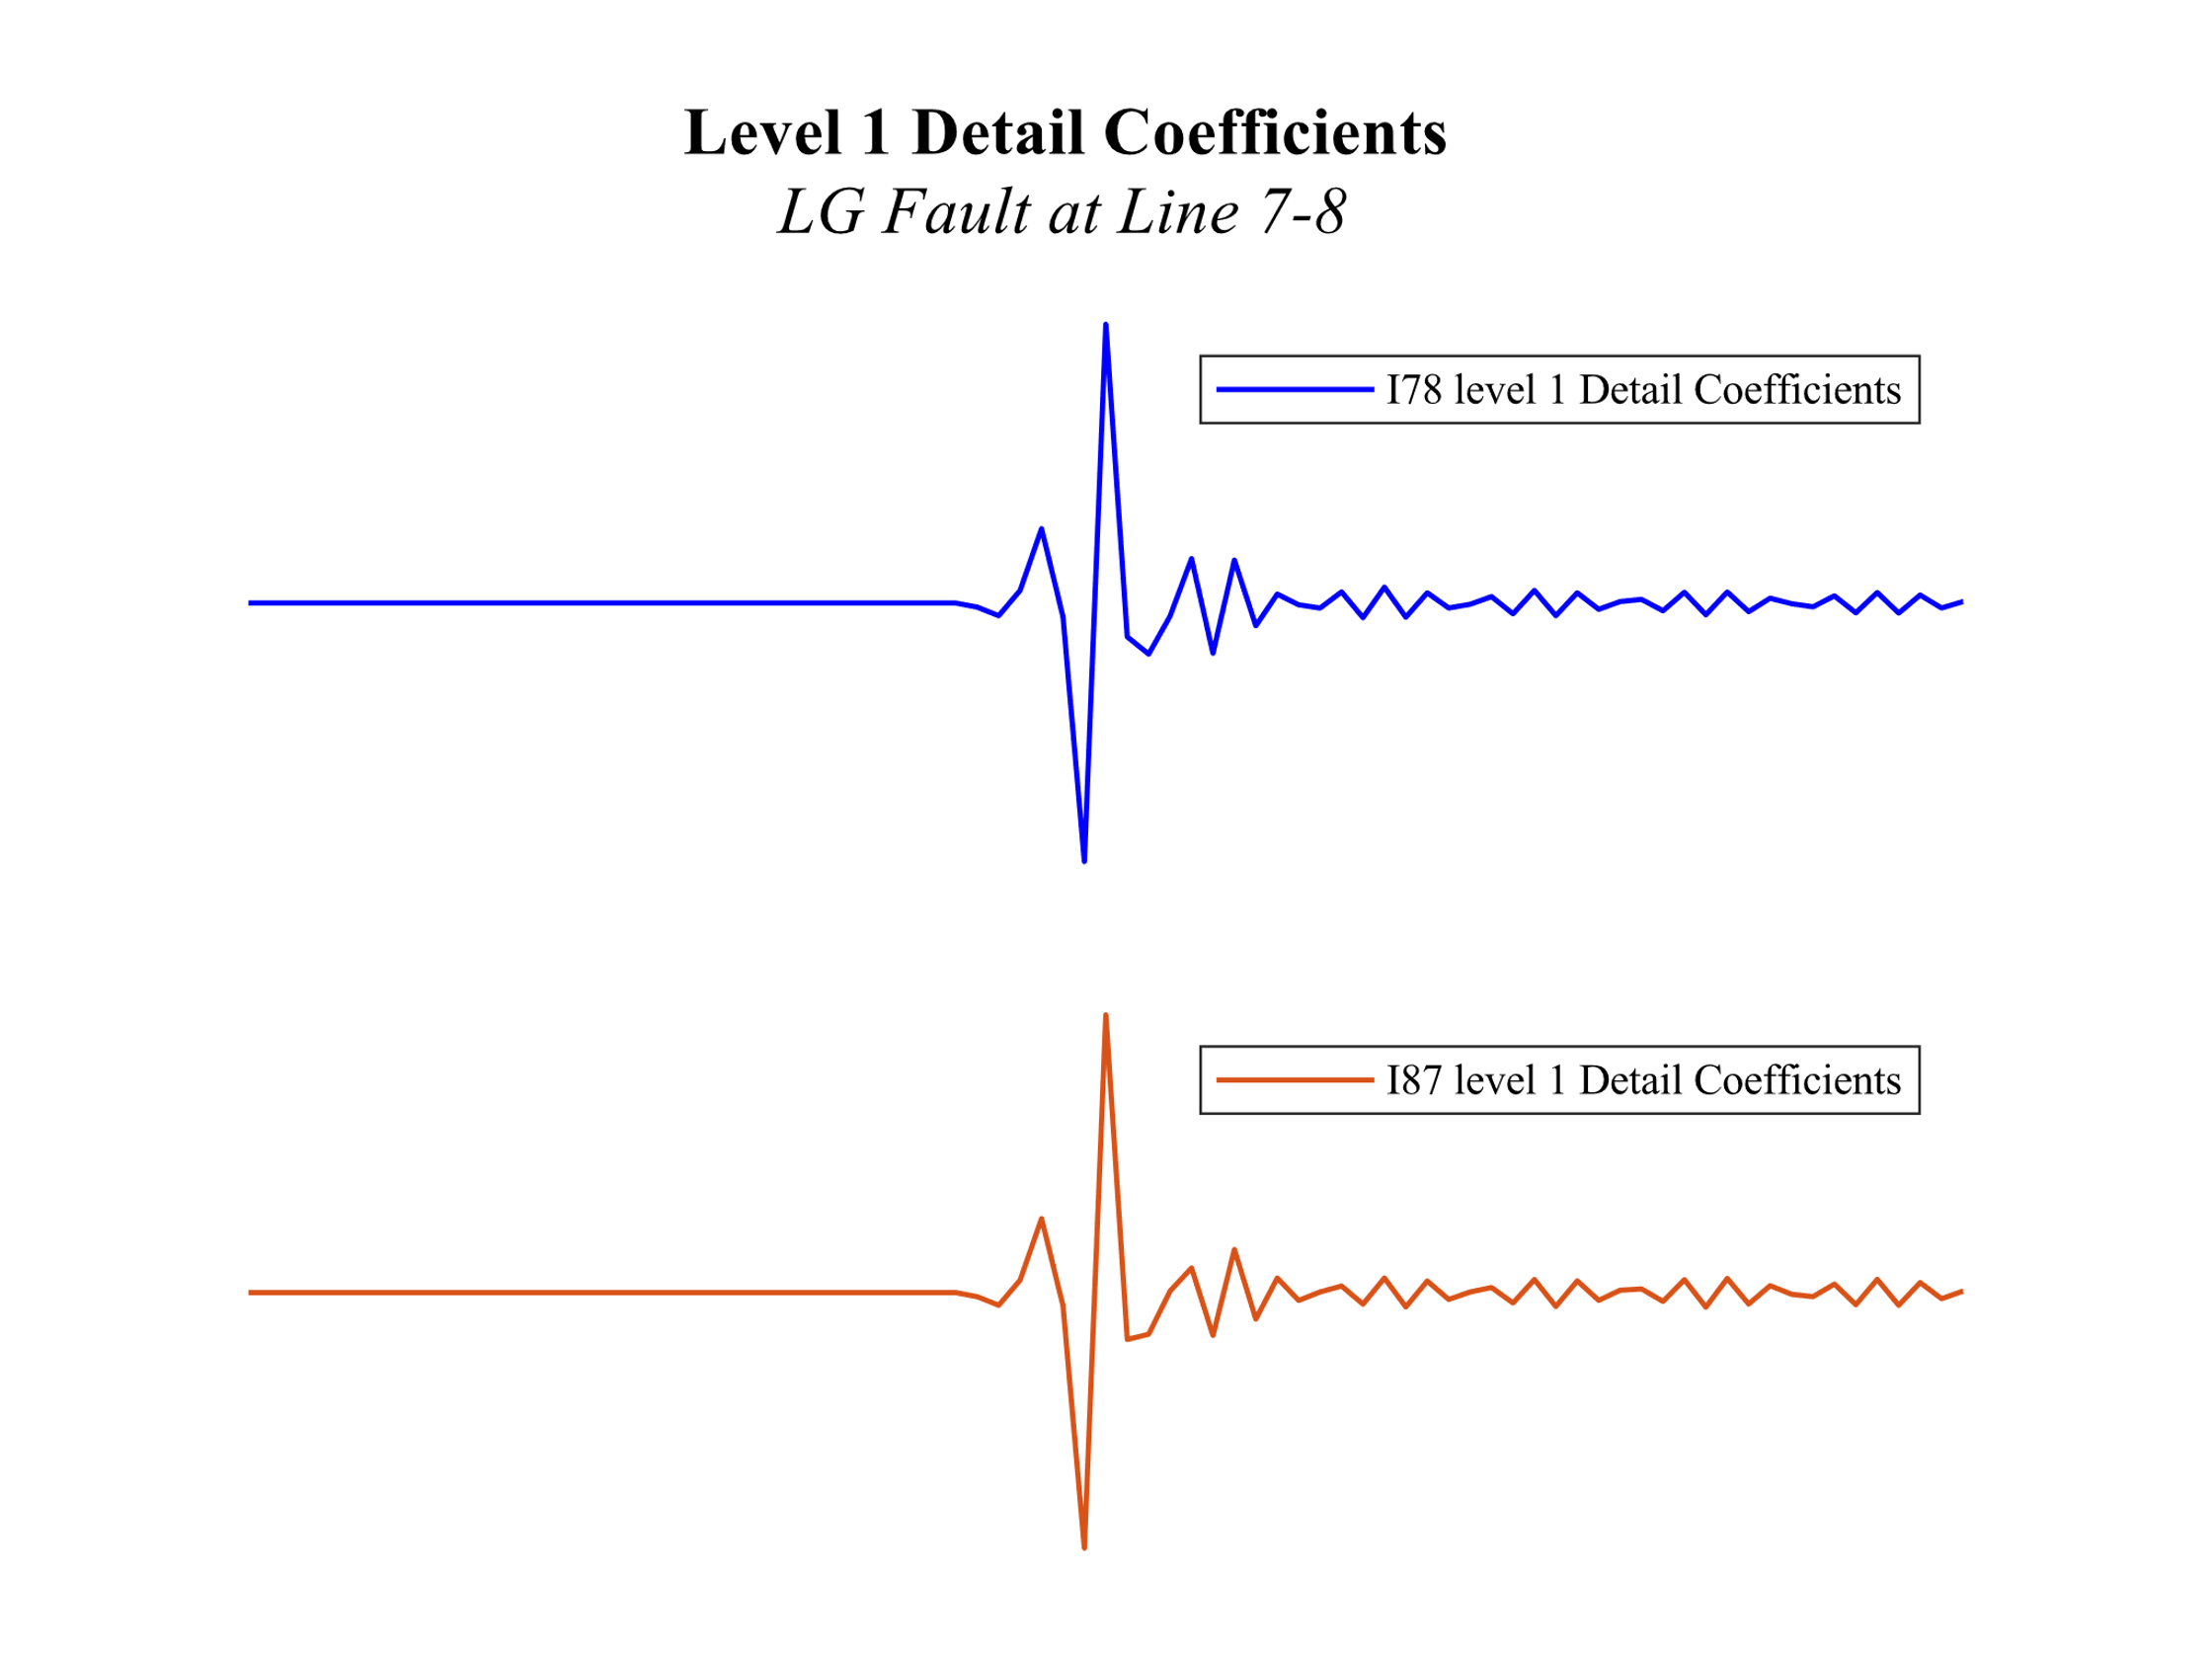 Level 1 Detail Coefficients
LG Fault at Line 7-8
I78 level 1 Detail Coefficients
I87 level 1 Detail Coefficients